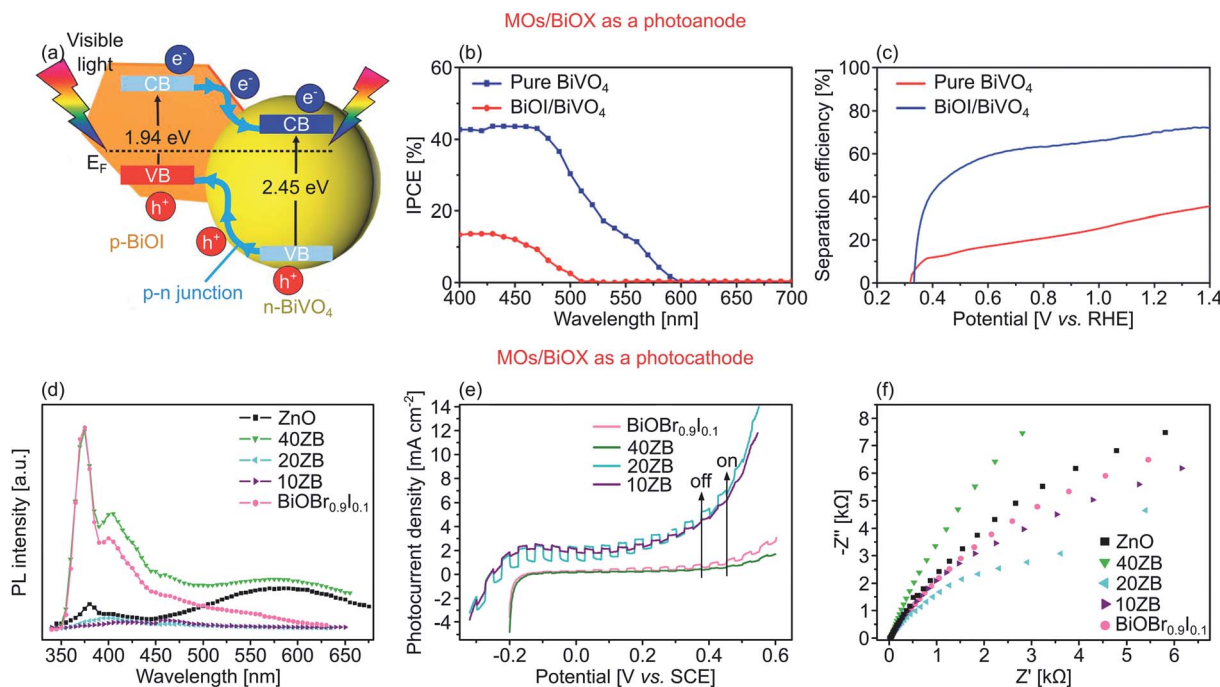 MOs/BiOX as a photoanode
(a)
Visible
light
e⁻
CB
e⁻
e⁻
CB
1.94 eV
E_F
VB
2.45 eV
h⁺
p-BiOI
h⁺
VB
h⁺
p-n junction
n-BiVO₄
(b)
Pure BiVO₄
BiOI/BiVO₄
IPCE [%]
60
40
20
0
400 450 500 550 600 650 700
Wavelength [nm]
(c)
Pure BiVO₄
BiOI/BiVO₄
Separation efficiency [%]
100
80
60
40
20
0
0.2 0.4 0.6 0.8 1.0 1.2 1.4
Potential [V vs. RHE]
MOs/BiOX as a photocathode
(d)
ZnO
40ZB
20ZB
10ZB
BiOBr₀.₉I₀.₁
PL intensity [a.u.]
350 400 450 500 550 600 650
Wavelength [nm]
(e)
BiOBr₀.₉I₀.₁
40ZB
20ZB
10ZB
off
on
Photocurrent density [mA cm⁻²]
14
12
10
8
6
4
2
0
-2
-4
-0.2 0.0 0.2 0.4 0.6
Potential [V vs. SCE]
(f)
ZnO
40ZB
20ZB
10ZB
BiOBr₀.₉I₀.₁
-Z" [kΩ]
8
7
6
5
4
3
2
1
0
0 1 2 3 4 5 6 7
Z' [kΩ]